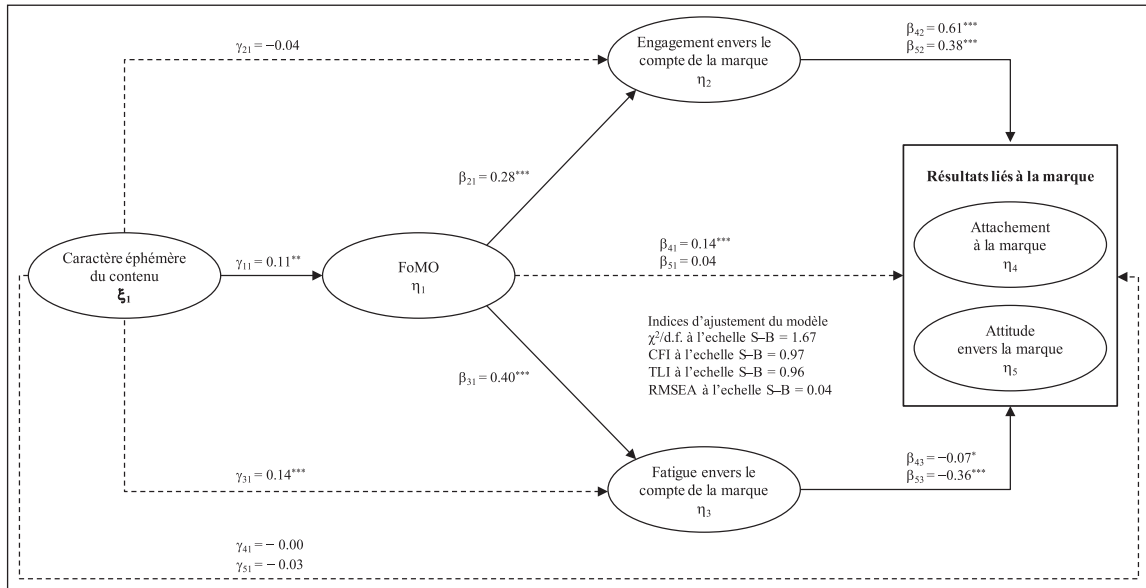 γ21 = −0.04
Engagement envers le
compte de la marque
η2
β42 = 0.61***
β52 = 0.38***
β21 = 0.28***
Résultats liés à la marque
Attachement
à la marque
η4
Attitude
envers la marque
η5
Caractère éphémère
du contenu
ξ1
γ11 = 0.11**
FoMO
η1
β41 = 0.14***
β51 = 0.04
Indices d'ajustement du modèle
χ²/d.f. à l'echelle S–B = 1.67
CFI à l'echelle S–B = 0.97
TLI à l'echelle S–B = 0.96
RMSEA à l'echelle S–B = 0.04
β31 = 0.40***
γ31 = 0.14***
Fatigue envers le
compte de la marque
η3
β43 = −0.07*
β53 = −0.36***
γ41 = − 0.00
γ51 = − 0.03